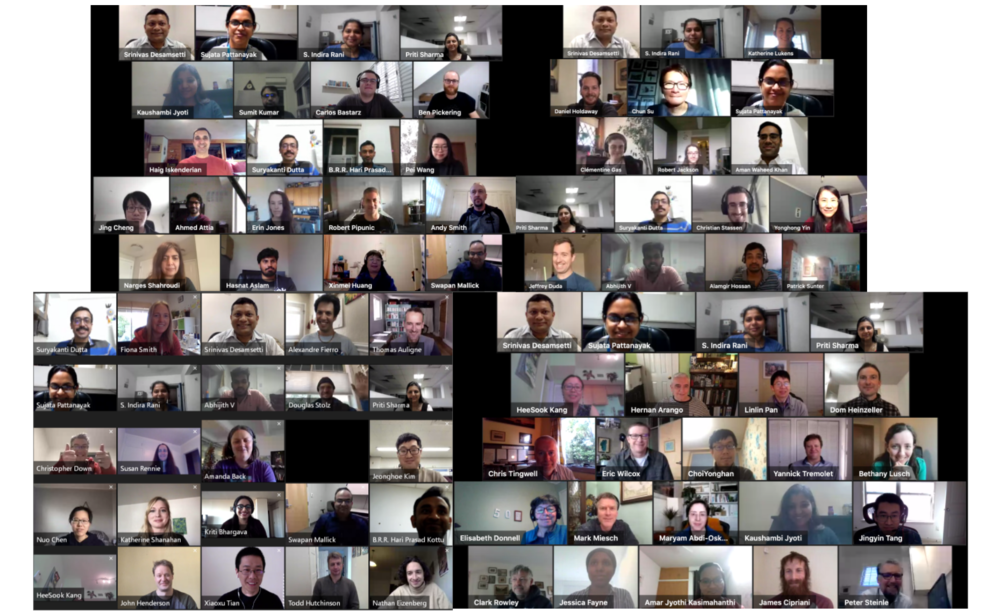 Srinivas Desamsetti Sujata Pattanayak S. Indira Rani Priti Sharma
Kaushambi Jyoti Sumit Kumar Carlos Bastarz Ben Pickering
Haig Iskenderian Suryakanti Dutta B.R.R. Hari Prasad... Pei Wang
Jing Cheng Ahmed Attia Erin Jones Robert Pipunic Andy Smith
Narges Shahroudi Hasnat Aslam Xinmei Huang Swapan Mallick
Srinivas Desamsetti S. Indira Rani Katherine Lukens
Daniel Holdaway Chun Su Sujata Pattanayak
Clémentine Gas Robert Jackson Aman Waheed Khan
Priti Sharma Suryakanti Dutta Christian Stassen Yonghong Yin
Jeffrey Duda Abhijith V Alamgir Hossan Patrick Sunter
Suryakanti Dutta Fiona Smith Srinivas Desamsetti Alexandre Fierro Thomas Auligne
Sujata Pattanayak S. Indira Rani Abhijith V Douglas Stolz Priti Sharma
Christopher Down Susan Rennie Amanda Back Jeonghoe Kim
Nuo Chen Katherine Shanahan Kriti Bhargava Swapan Mallick B.R.R. Hari Prasad Kottu
HeeSook Kang John Henderson Xiaoxu Tian Todd Hutchinson Nathan Eizenberg
Srinivas Desamsetti Sujata Pattanayak S. Indira Rani Priti Sharma
HeeSook Kang Hernan Arango Linlin Pan Dom Heinzeller
Chris Tingwell Eric Wilcox ChoiYonghan Yannick Tremolet Bethany Lusch
Elisabeth Donnell Mark Miesch Maryam Abdi-Osk... Kaushambi Jyoti Jingyin Tang
Clark Rowley Jessica Fayne Amar Jyothi Kasimahanthi James Cipriani Peter Steinle